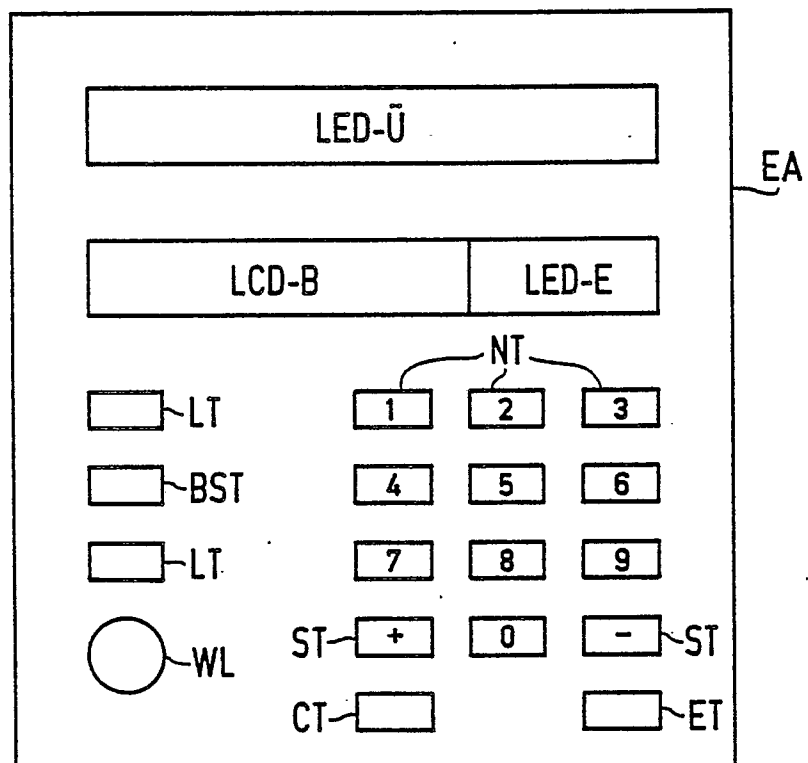 LED-Ü
EA
LCD-B LED-E
NT
LT 1 2 3
BST 4 5 6
LT 7 8 9
WL ST + 0 - ST
CT ET